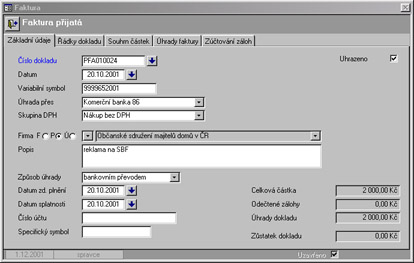 Faktura
Faktura přijatá
Základní údaje Řádky dokladu Souhrn částek Úhrady faktury Zúčtování záloh
Číslo dokladu PFA010024 Uhrazeno
Datum 20.10.2001
Variabilní symbol 9999652001
Úhrada přes Komerční banka 86
Skupina DPH Nákup bez DPH
Firma F P Ú Občanské sdružení majitelů domů v ČR
Popis reklama na SBF
Způsob úhrady bankovním převodem
Datum zd. plnění 20.10.2001 Celková částka 2 000,00 Kč
Datum splatnosti 20.10.2001 Odečtené zálohy 0,00 Kč
Číslo účtu Úhrady dokladu 2 000,00 Kč
Specifický symbol Zůstatek dokladu 0,00 Kč
1.12.2001 spravce Uzavřeno